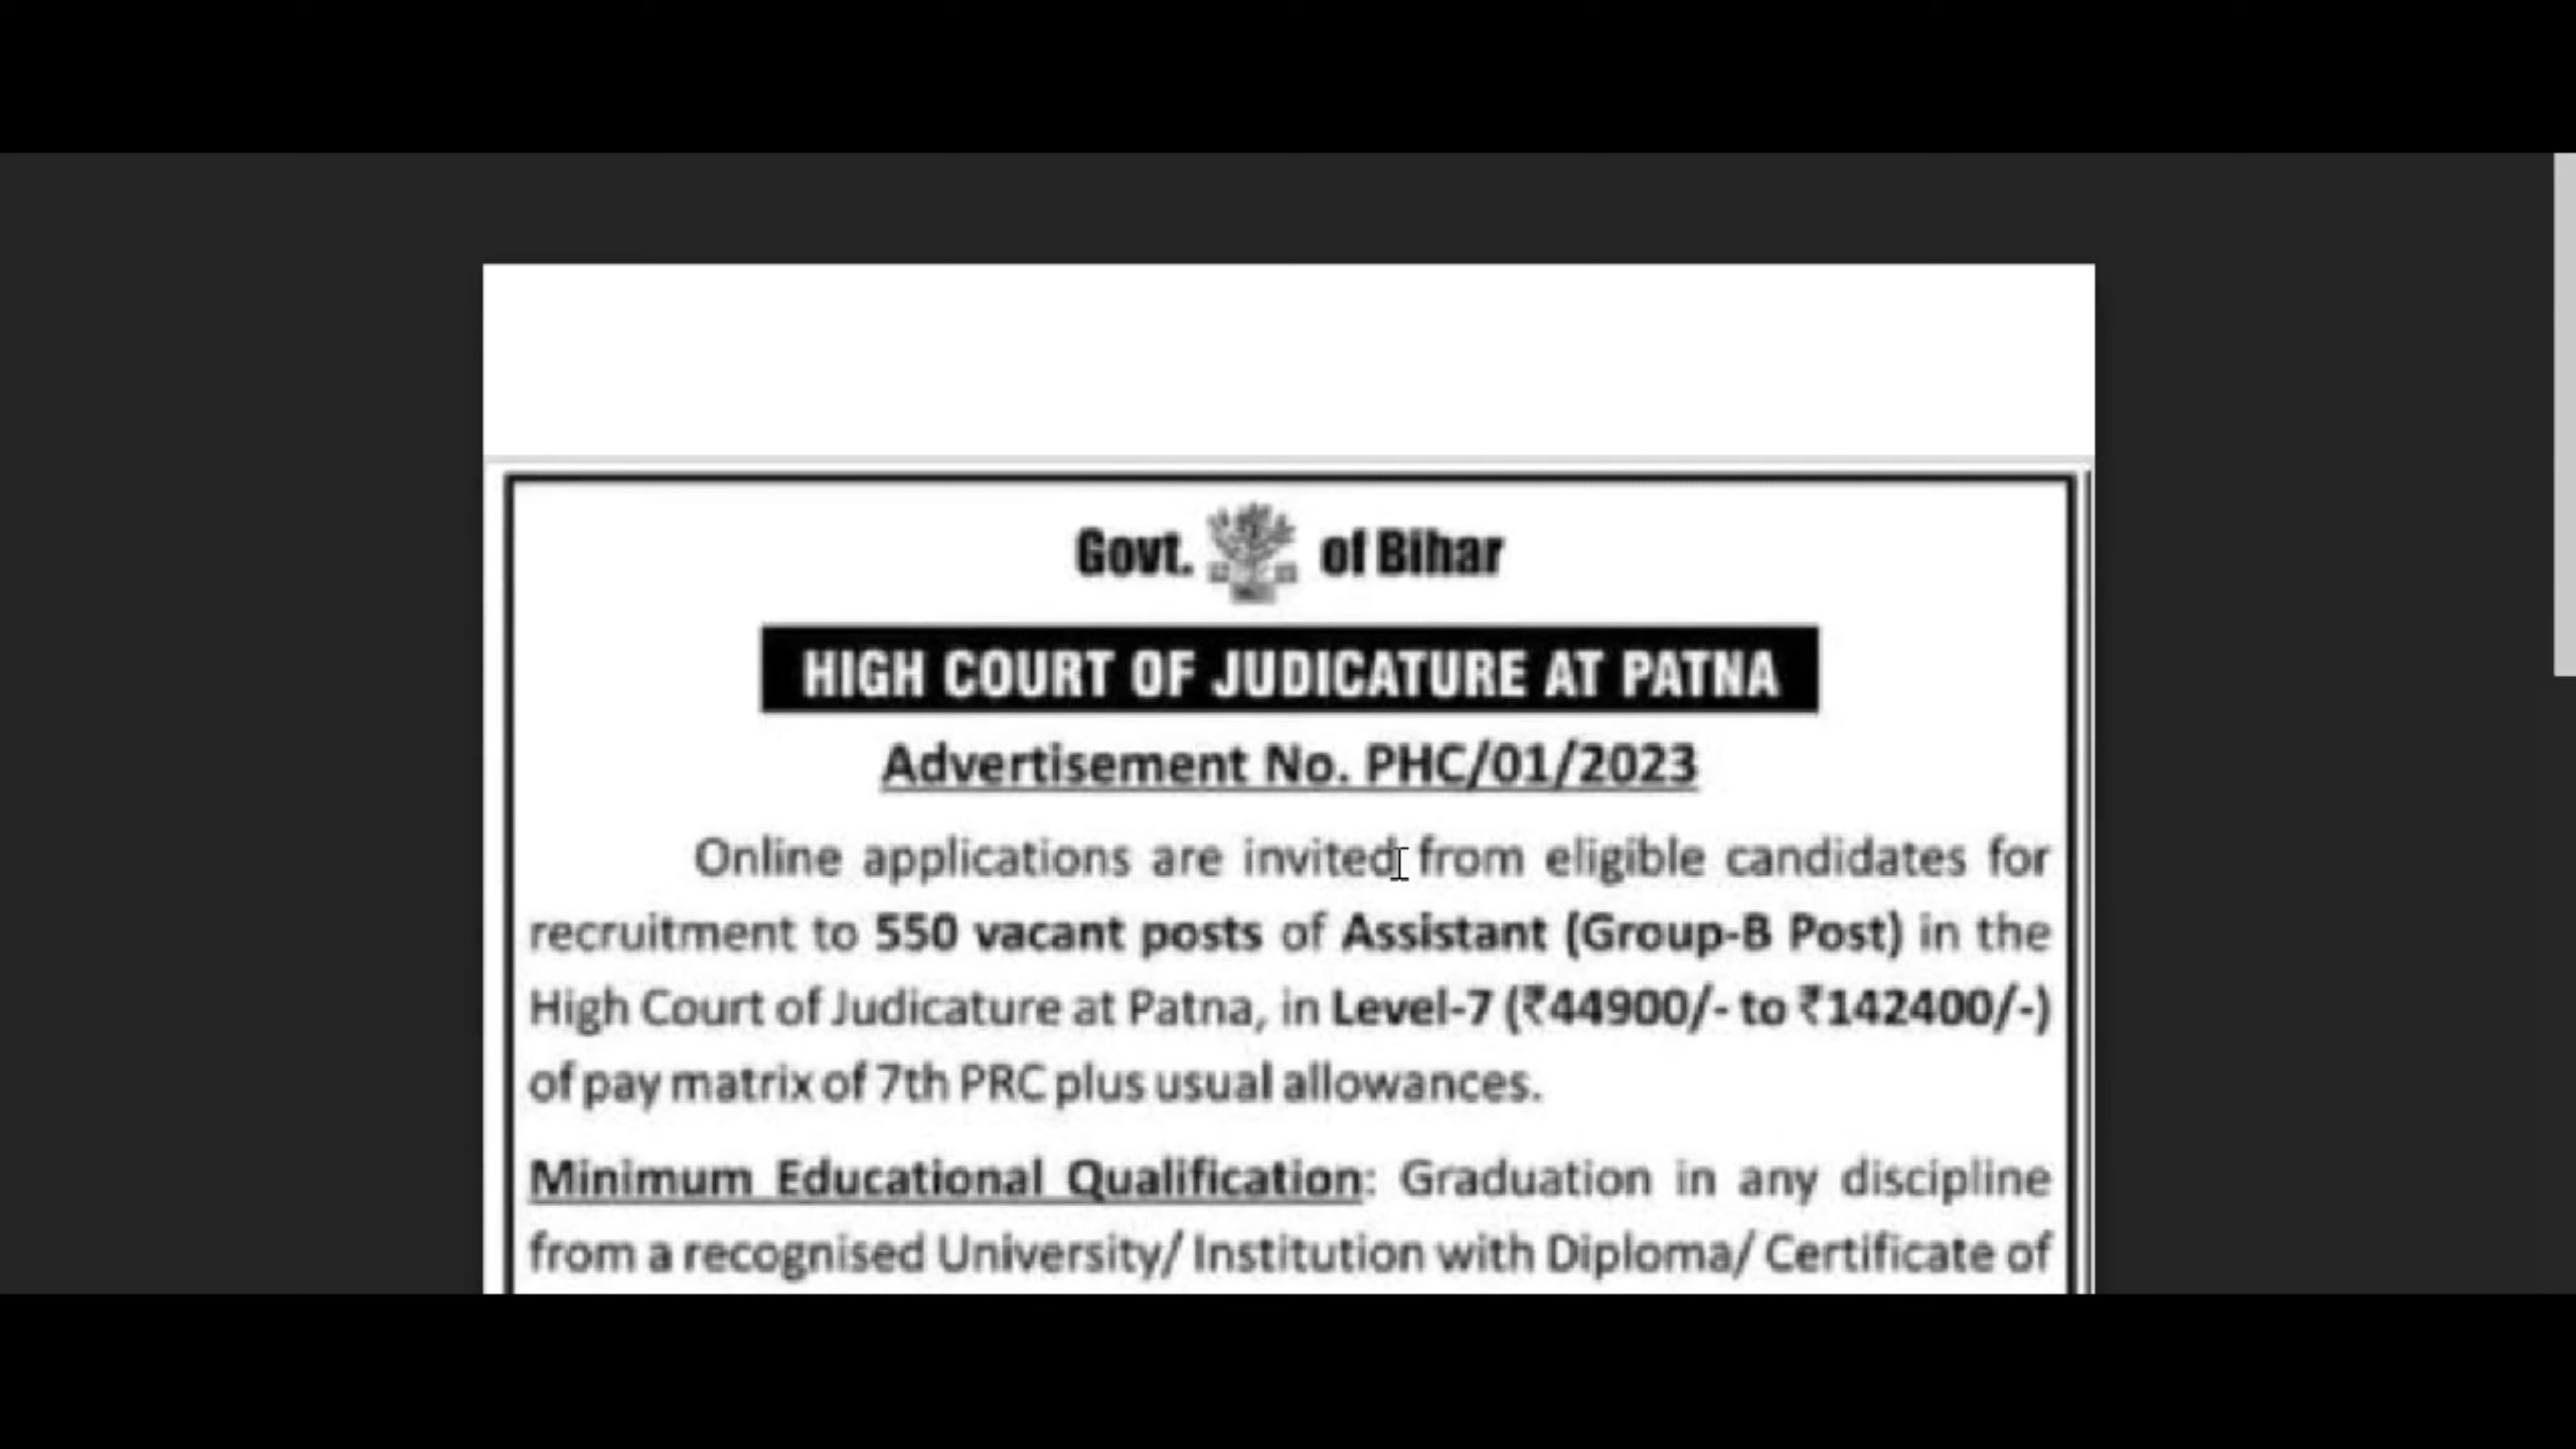 Govt. of Bihar
HIGH COURT OF JUDICATURE AT PATNA
Advertisement No. PHC/01/2023
Online applications are invited from eligible candidates for
recruitment to 550 vacant posts of Assistant (Group-B Post) in the
High Court of Judicature at Patna, in Level-7 (₹44900/- to ₹142400/-)
of pay matrix of 7th PRC plus usual allowances.
Minimum Educational Qualification: Graduation in any discipline
from a recognised University/ Institution with Diploma/ Certificate of